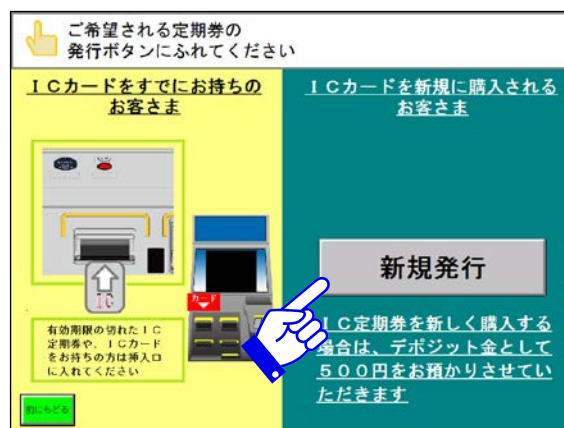 ご希望される定期券の
発行ボタンにふれてください
ＩＣカードをすでにお持ちの
お客さま
ＩＣ
カード
有効期限の切れたＩＣ
定期券や、ＩＣカード
をお持ちの方は挿入口
に入れてください
前にもどる
ＩＣカードを新規に購入される
お客さま
新規発行
ＩＣ定期券を新しく購入する
場合は、デポジット金として
５００円をお預かりさせてい
ただきます